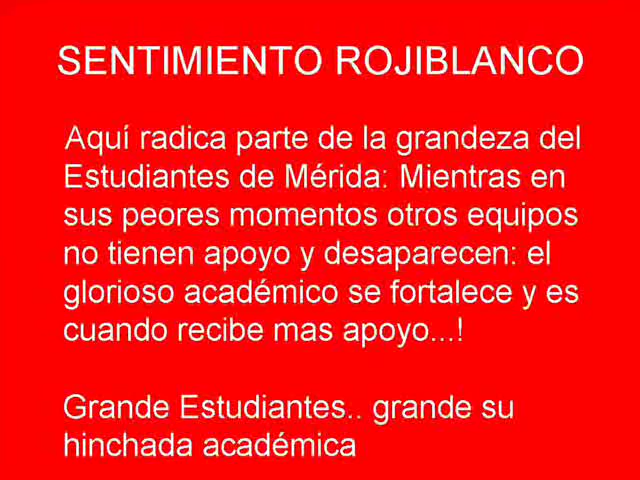 SENTIMIENTO ROJIBLANCO
Aquí radica parte de la grandeza del
Estudiantes de Mérida: Mientras en
sus peores momentos otros equipos
no tienen apoyo y desaparecen: el
glorioso académico se fortalece y es
cuando recibe mas apoyo...!
Grande Estudiantes.. grande su
hinchada académica